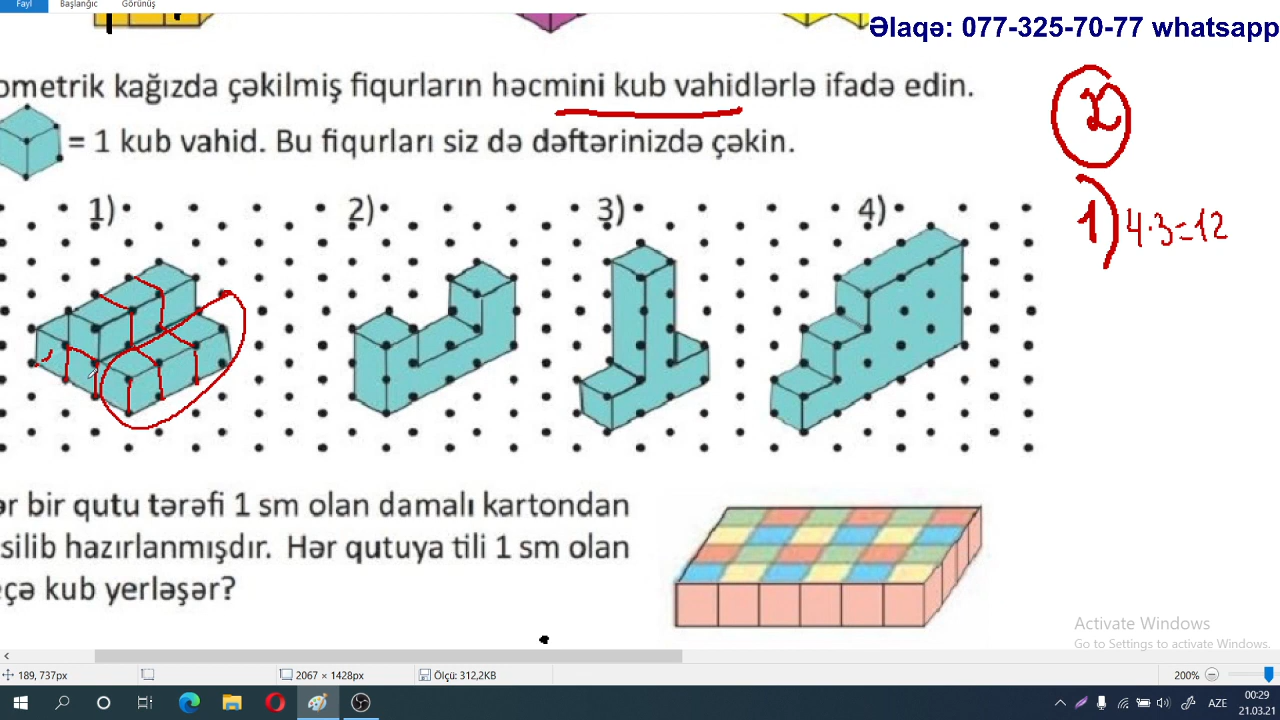 Fayl Başlanğıc Görünüş
Əlaqə: 077-325-70-77 whatsapp
ometrik kağızda çəkilmiş fiqurların həcmini kub vahidlərlə ifadə edin.
= 1 kub vahid. Bu fiqurları siz də dəftərinizdə çəkin.
1) 2) 3) 4)
1) 4·3=12
ər bir qutu tərəfi 1 sm olan damalı kartondan
silib hazırlanmışdır. Hər qutuya tili 1 sm olan
eçə kub yerləşər?
Activate Windows
Go to Settings to activate Windows.
189, 737px 2067 × 1428px Ölçü: 312,2KB 200%
AZE
00:29
21.03.21